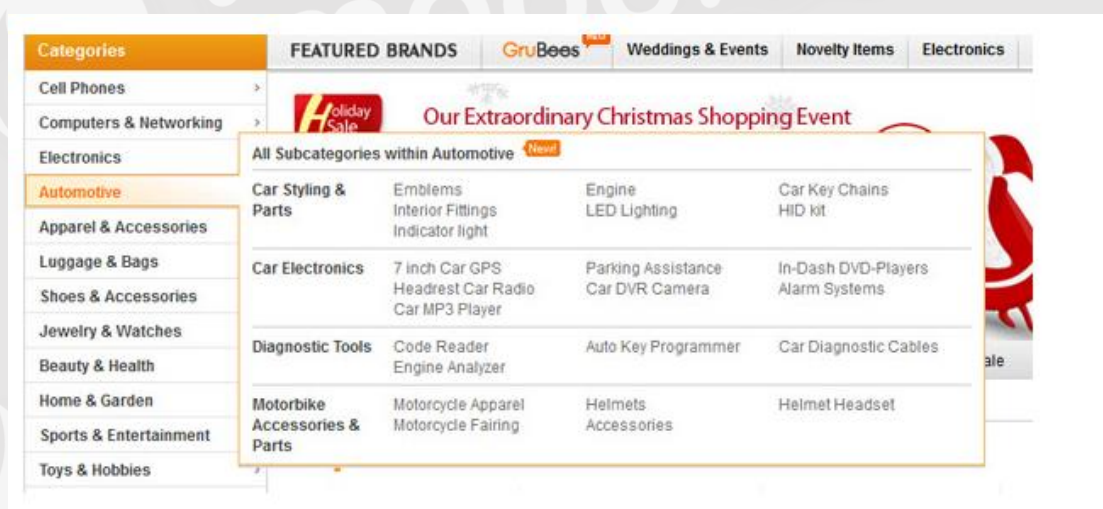 Categories
FEATURED BRANDS GruBees Weddings & Events Novelty Items Electronics
Cell Phones
Computers & Networking
Electronics
Automotive
Apparel & Accessories
Luggage & Bags
Shoes & Accessories
Jewelry & Watches
Beauty & Health
Home & Garden
Sports & Entertainment
Toys & Hobbies
Holiday
Sale
Our Extraordinary Christmas Shopping Event
All Subcategories within Automotive New!
Car Styling &
Parts
Emblems
Interior Fittings
Indicator light
Engine
LED Lighting
Car Key Chains
HID kit
Car Electronics
7 inch Car GPS
Headrest Car Radio
Car MP3 Player
Parking Assistance
Car DVR Camera
In-Dash DVD-Players
Alarm Systems
Diagnostic Tools
Code Reader
Engine Analyzer
Auto Key Programmer
Car Diagnostic Cables
Motorbike
Accessories &
Parts
Motorcycle Apparel
Motorcycle Fairing
Helmets
Accessories
Helmet Headset
ale